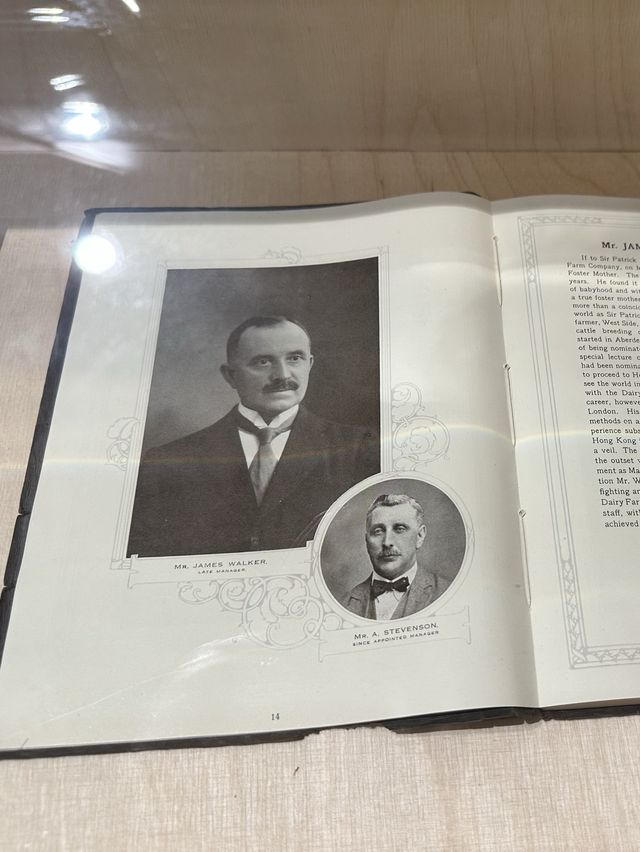 MR. JAMES WALKER,
LATE MANAGER.
MR. A. STEVENSON,
SINCE APPOINTED MANAGER
14
Mr. JAM
If to Sir Patrick
Farm Company, on
Foster Mother. The
years. He found it
of babyhood and wit
a true foster mothe
more than a coincid
world as Sir Patric
farmer, West Side,
cattle breeding
started in Aberde
of being nominate
special lecture
had been nomina
to proceed to H
see the world in
with the Dairy
career, howeve
London. His
methods on a
perience subs
Hong Kong
a veil. The
the outset
ment as Ma
tion Mr. W
fighting an
Dairy Far
staff, wit
achieved